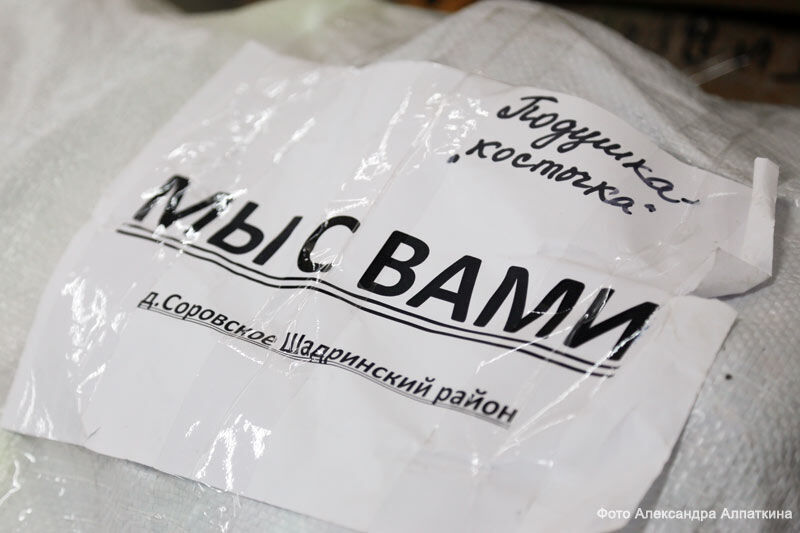 Подушка-
"косточка"
МЫ С ВАМИ
д.Соровское Шадринский район
Фото Александра Алпаткина